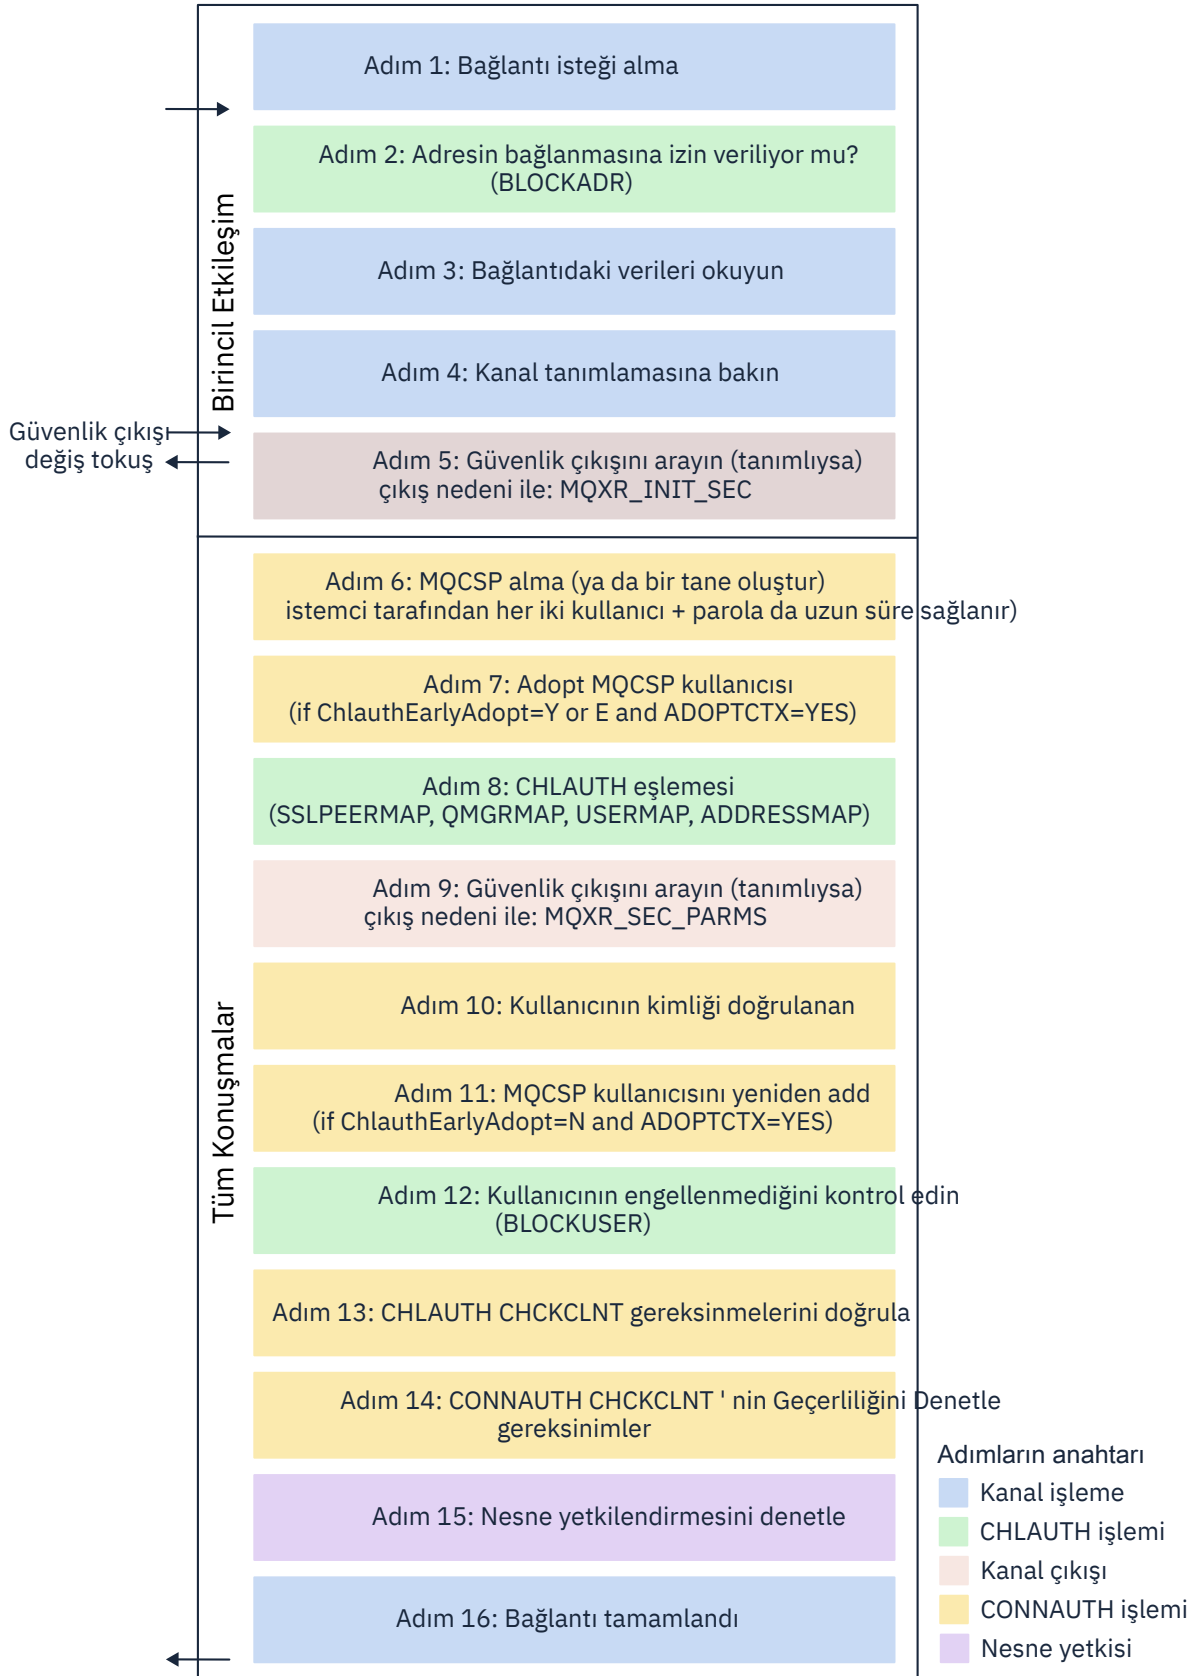 Adım 1: Bağlantı isteği alma
Adım 2: Adresin bağlanmasına izin veriliyor mu?
(BLOCKADR)
Adım 3: Bağlantıdaki verileri okuyun
Adım 4: Kanal tanımlamasına bakın
Birincil Etkileşim
Güvenlik çıkışı
değiş tokuş
Adım 5: Güvenlik çıkışını arayın (tanımlıysa)
çıkış nedeni ile: MQXR_INIT_SEC
Adım 6: MQCSP alma (ya da bir tane oluştur)
istemci tarafından her iki kullanıcı + parola da uzun süre sağlanır)
Adım 7: Adopt MQCSP kullanıcısı
(if ChlauthEarlyAdopt=Y or E and ADOPTCTX=YES)
Adım 8: CHLAUTH eşlemesi
(SSLPEERMAP, QMGRMAP, USERMAP, ADDRESSMAP)
Adım 9: Güvenlik çıkışını arayın (tanımlıysa)
çıkış nedeni ile: MQXR_SEC_PARMS
Adım 10: Kullanıcının kimliği doğrulanan
Tüm Konuşmalar
Adım 11: MQCSP kullanıcısını yeniden add
(if ChlauthEarlyAdopt=N and ADOPTCTX=YES)
Adım 12: Kullanıcının engellenmediğini kontrol edin
(BLOCKUSER)
Adım 13: CHLAUTH CHCKCLNT gereksinmelerini doğrula
Adım 14: CONNAUTH CHCKCLNT ' nin Geçerliliğini Denetle
gereksinimler
Adım 15: Nesne yetkilendirmesini denetle
Adım 16: Bağlantı tamamlandı
Adımların anahtarı
Kanal işleme
CHLAUTH işlemi
Kanal çıkışı
CONNAUTH işlemi
Nesne yetkisi